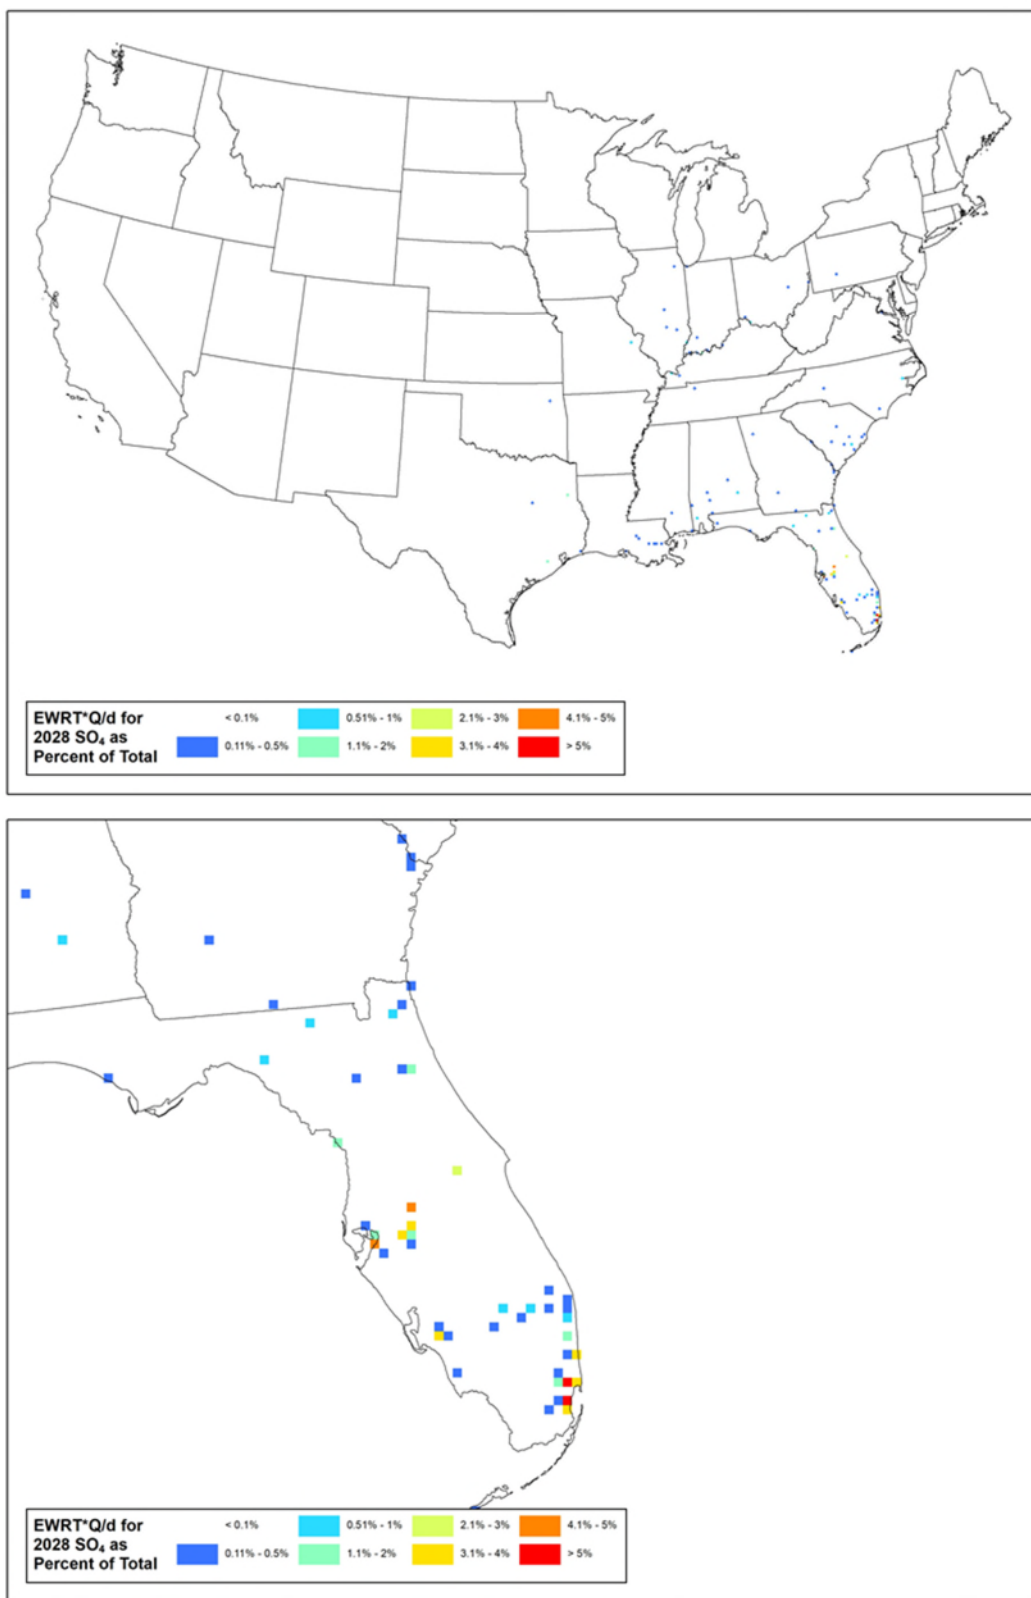 EWRT*Q/d for
2028 SO₄ as
Percent of Total
< 0.1%
0.51% - 1%
2.1% - 3%
4.1% - 5%
0.11% - 0.5%
1.1% - 2%
3.1% - 4%
> 5%
EWRT*Q/d for
2028 SO₄ as
Percent of Total
< 0.1%
0.51% - 1%
2.1% - 3%
4.1% - 5%
0.11% - 0.5%
1.1% - 2%
3.1% - 4%
> 5%